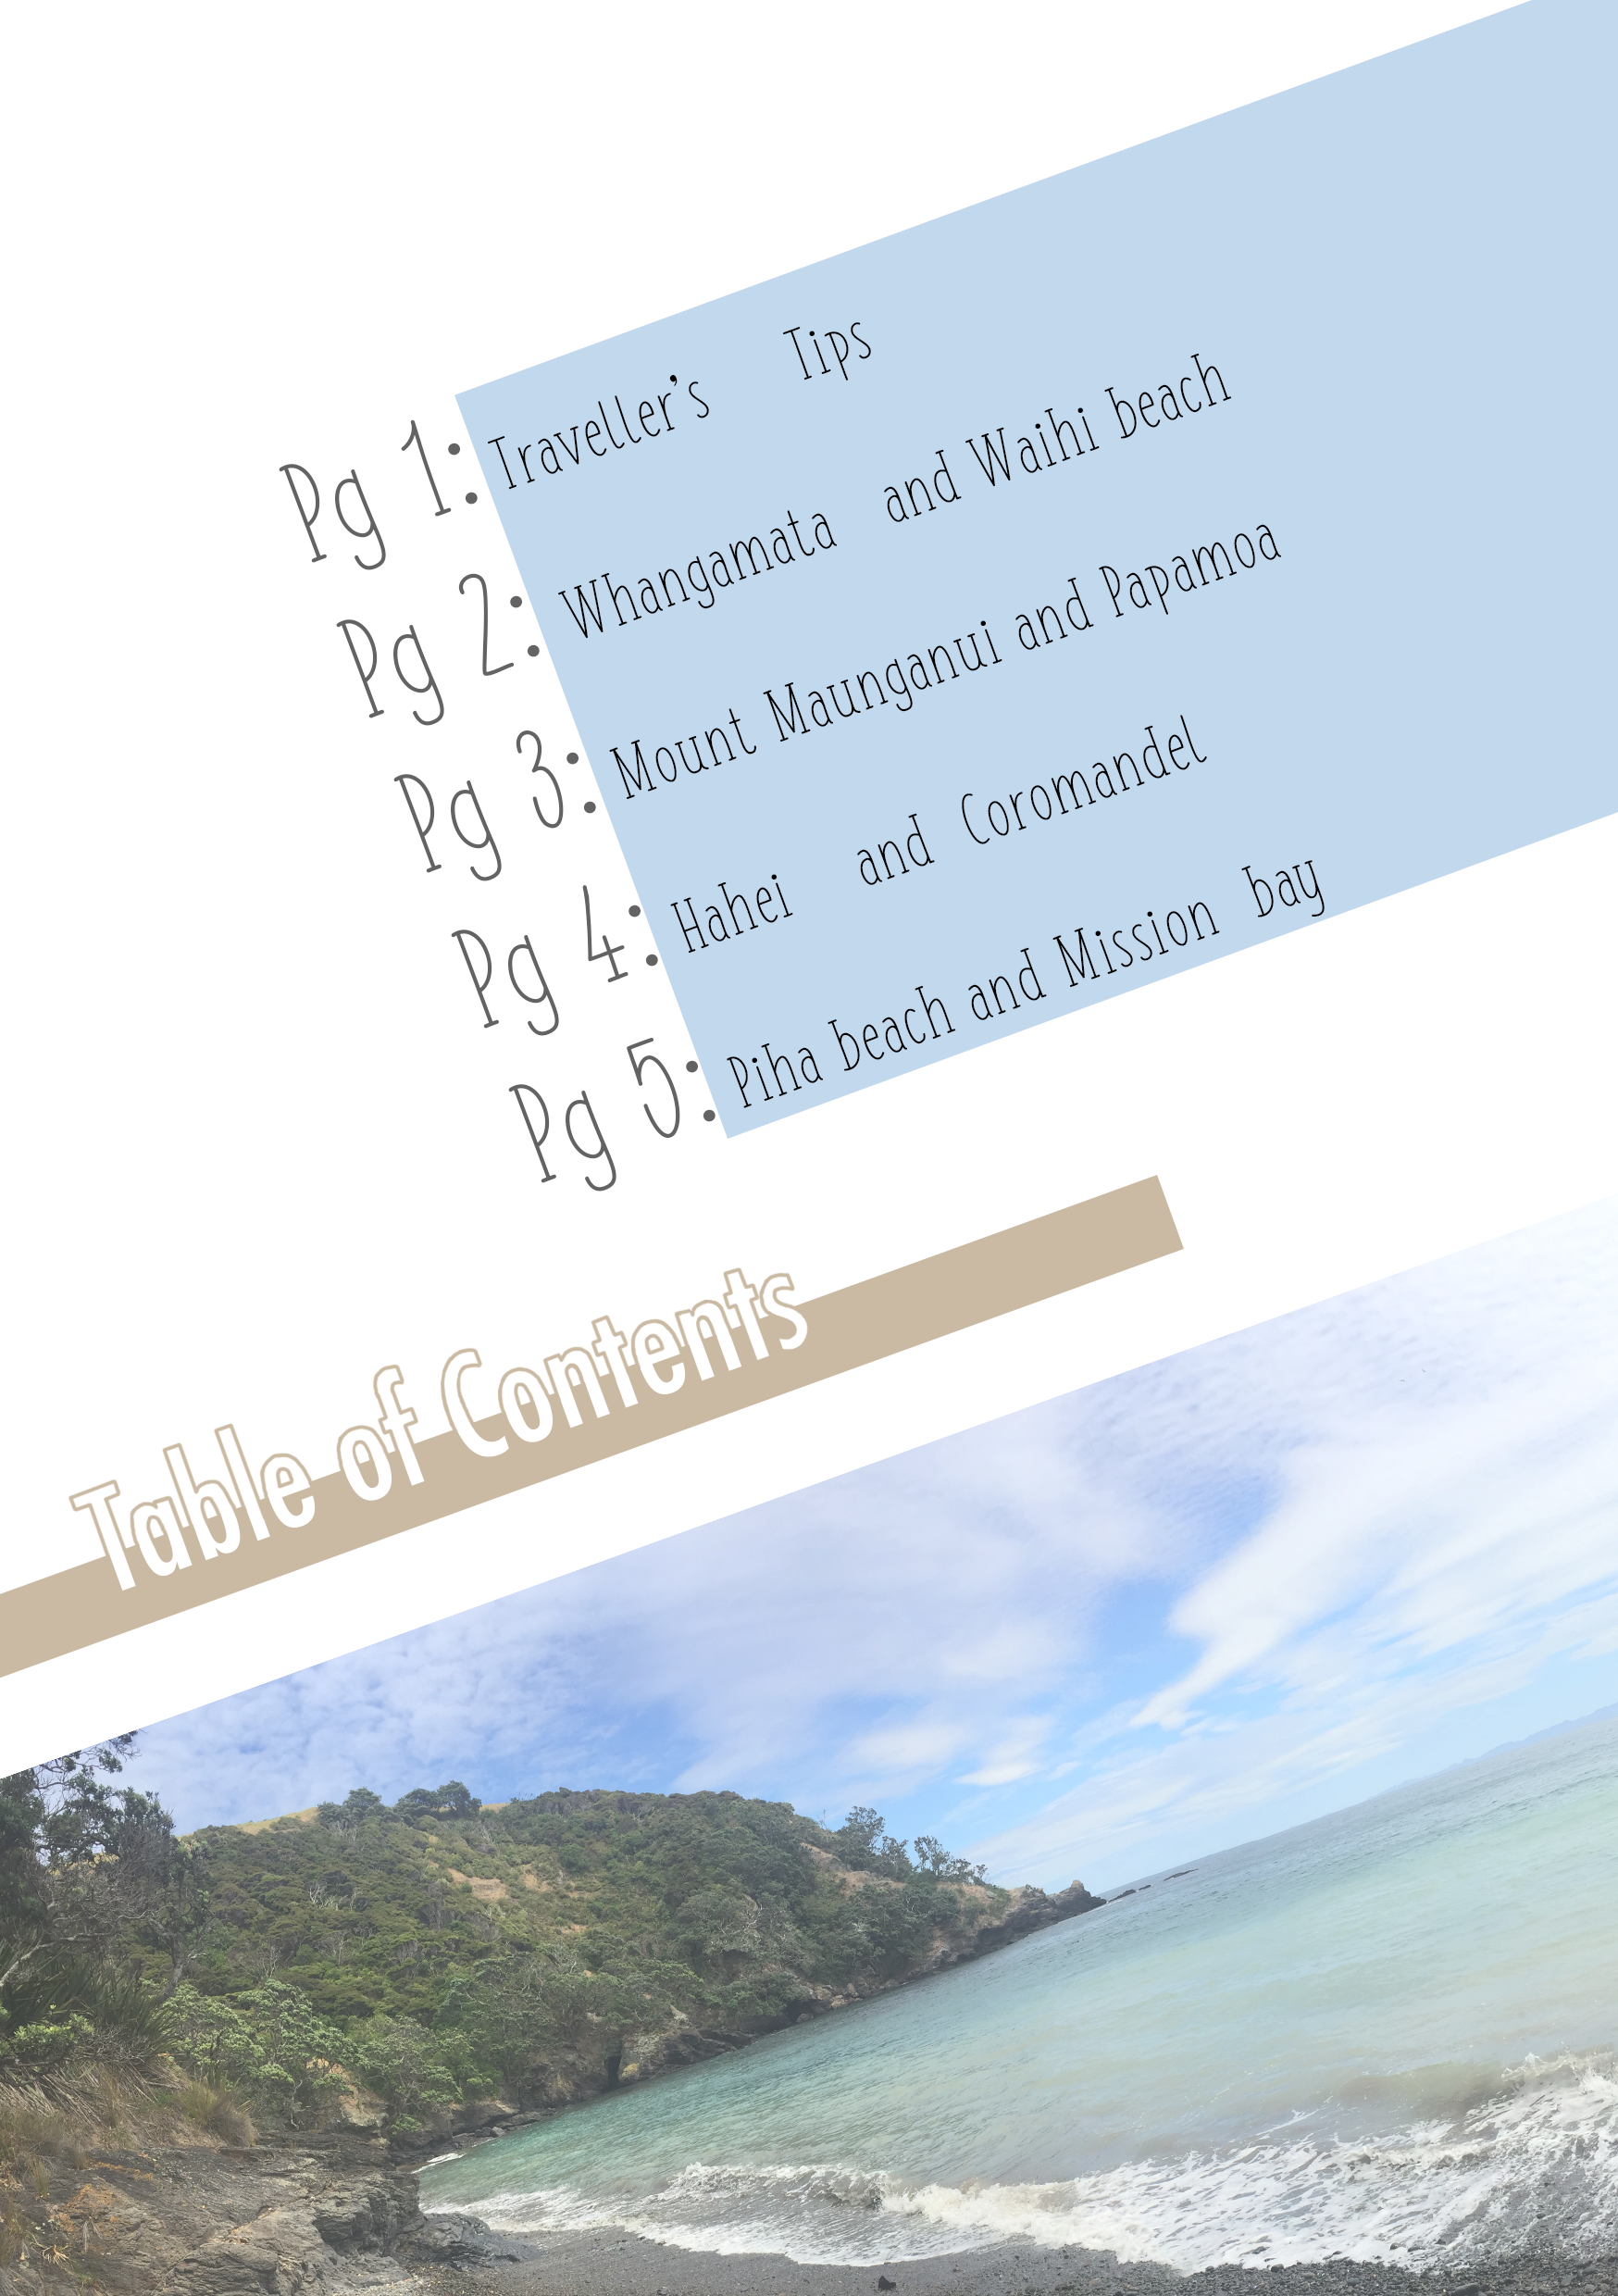 Pg 1: Traveller's Tips
Pg 2: Whangamata and Waihi beach
Pg 3: Mount Maunganui and Papamoa
Pg 4: Hahei and Coromandel
Pg 5: Piha beach and Mission bay
Table of Contents